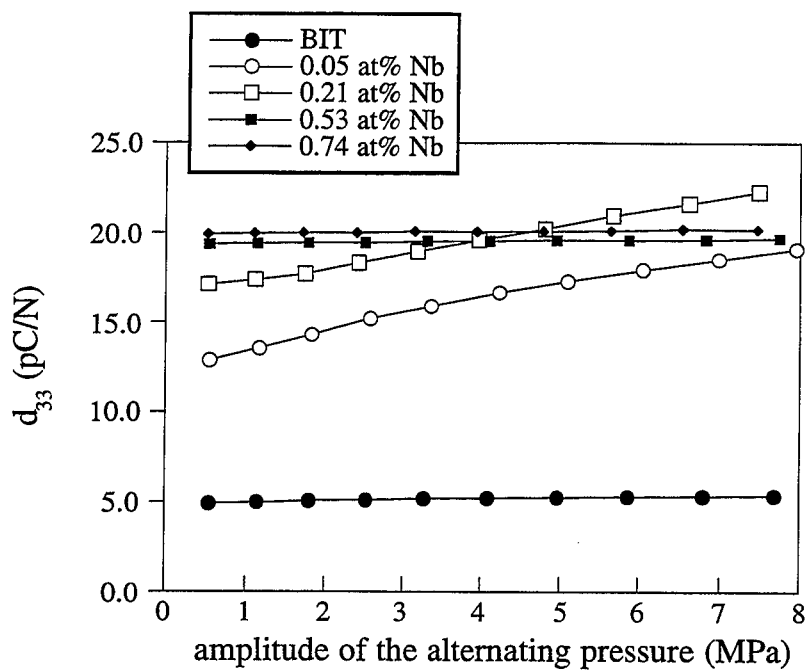 BIT
0.05 at% Nb
0.21 at% Nb
0.53 at% Nb
0.74 at% Nb
25.0
20.0
15.0
10.0
5.0
0.0
d33 (pC/N)
0 1 2 3 4 5 6 7 8
amplitude of the alternating pressure (MPa)